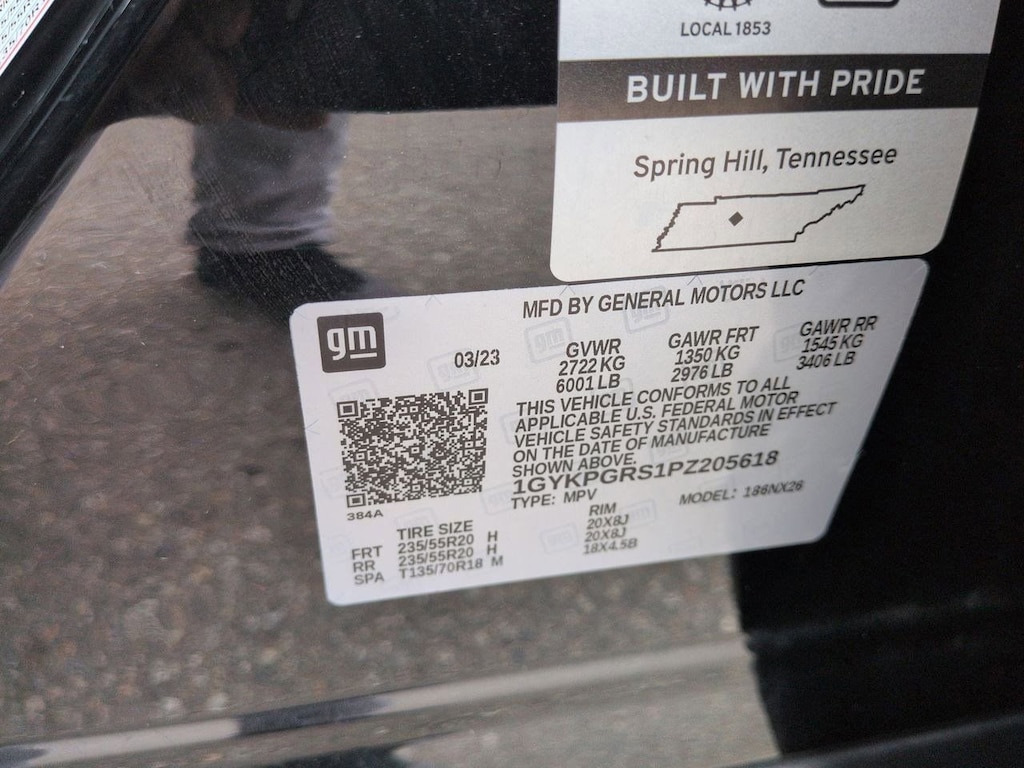 LOCAL 1853
BUILT WITH PRIDE
Spring Hill, Tennessee
MFD BY GENERAL MOTORS LLC
gm
03/23
GVWR
2722 KG
6001 LB
GAWR FRT
1350 KG
2976 LB
GAWR RR
1545 KG
3406 LB
THIS VEHICLE CONFORMS TO ALL
APPLICABLE U.S. FEDERAL MOTOR
VEHICLE SAFETY STANDARDS IN EFFECT
ON THE DATE OF MANUFACTURE
SHOWN ABOVE.
1GYKPGRS1PZ205618
TYPE: MPV
MODEL: 186NX26
384A
TIRE SIZE
RIM
FRT 235/55R20 H 20X8J
RR 235/55R20 H 20X8J
SPA T135/70R18 M 18X4.5B